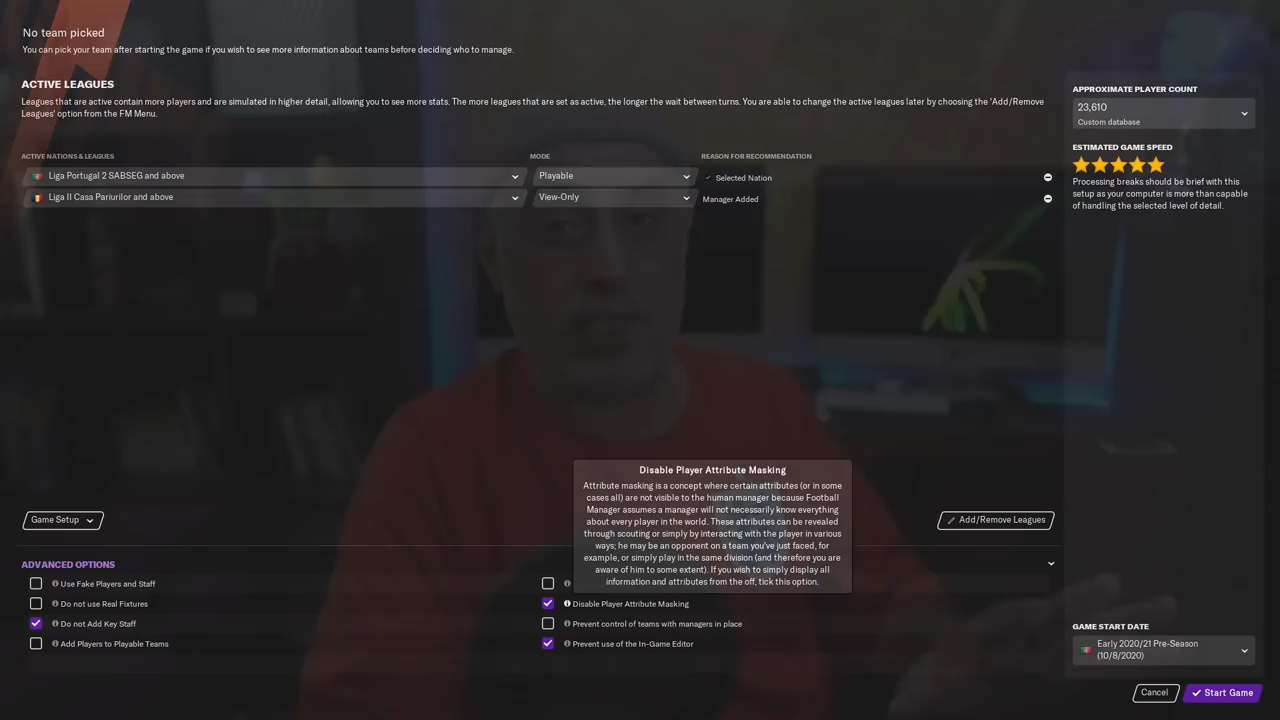 No team picked
You can pick your team after starting the game if you wish to see more information about teams before deciding who to manage.
ACTIVE LEAGUES
Leagues that are active contain more players and are simulated in higher detail, allowing you to see more stats. The more leagues that are set as active, the longer the wait between turns. You are able to change the active leagues later by choosing the 'Add/Remove
Leagues' option from the FM Menu.
ACTIVE NATIONS & LEAGUES
MODE
REASON FOR RECOMMENDATION
Liga Portugal 2 SABSEG and above
Playable
Selected Nation
Liga II Casa Pariurilor and above
View-Only
Manager Added
APPROXIMATE PLAYER COUNT
23,610
Custom database
ESTIMATED GAME SPEED
Processing breaks should be brief with this
setup as your computer is more than capable
of handling the selected level of detail.
Disable Player Attribute Masking
Attribute masking is a concept where certain attributes (or in some
cases all) are not visible to the human manager because Football
Manager assumes a manager will not necessarily know everything
about every player in the world. These attributes can be revealed
through scouting or simply by interacting with the player in various
ways; he may be an opponent on a team you've just faced, for
example, or simply play in the same division (and therefore you are
aware of him to some extent). If you wish to simply display all
information and attributes from the off, tick this option.
Game Setup
Add/Remove Leagues
ADVANCED OPTIONS
Use Fake Players and Staff
Do not use Real Fixtures
Disable Player Attribute Masking
Do not Add Key Staff
Prevent control of teams with managers in place
Add Players to Playable Teams
Prevent use of the In-Game Editor
GAME START DATE
Early 2020/21 Pre-Season
(10/8/2020)
Cancel
Start Game